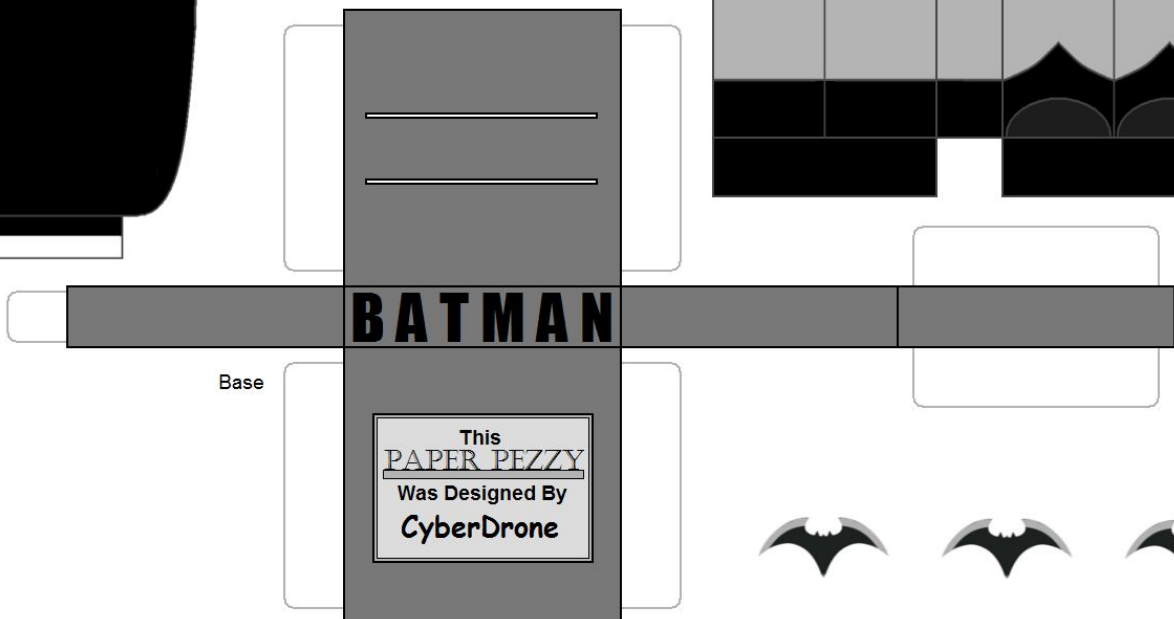 BATMAN
Base
This
PAPER PEZZY
Was Designed By
CyberDrone